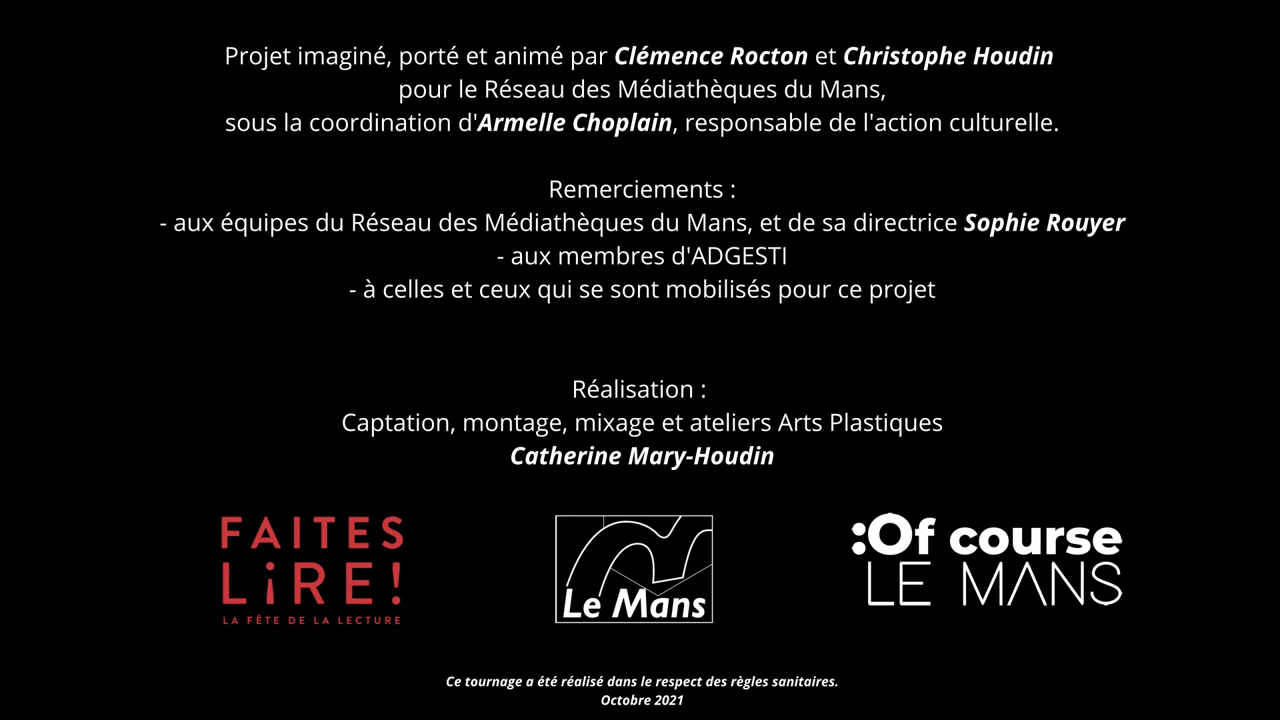 Projet imaginé, porté et animé par Clémence Rocton et Christophe Houdin
pour le Réseau des Médiathèques du Mans,
sous la coordination d'Armelle Choplain, responsable de l'action culturelle.
Remerciements :
- aux équipes du Réseau des Médiathèques du Mans, et de sa directrice Sophie Rouyer
- aux membres d'ADGESTI
- à celles et ceux qui se sont mobilisés pour ce projet
Réalisation :
Captation, montage, mixage et ateliers Arts Plastiques
Catherine Mary-Houdin
FAITES
LiRE!
LA FÊTE DE LA LECTURE
Le Mans
:Of course
LE MANS
Ce tournage a été réalisé dans le respect des règles sanitaires.
Octobre 2021